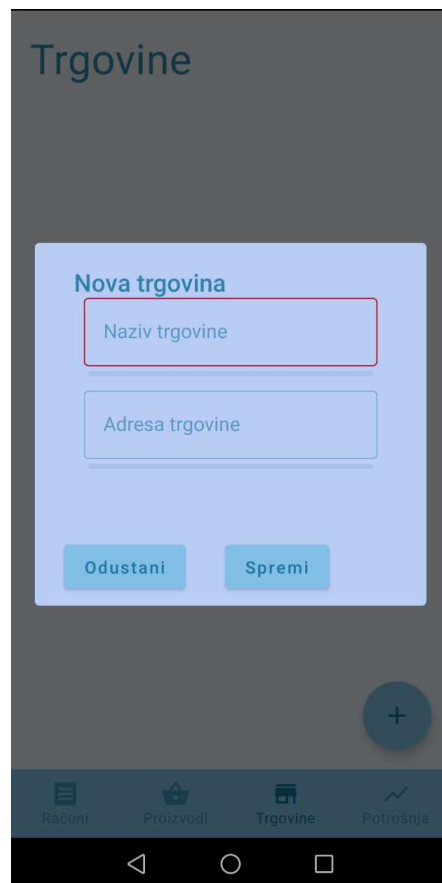 Trgovine
Nova trgovina
Naziv trgovine
Adresa trgovine
Odustani Spremi
+
Računi Proizvodi Trgovine Potrošnja